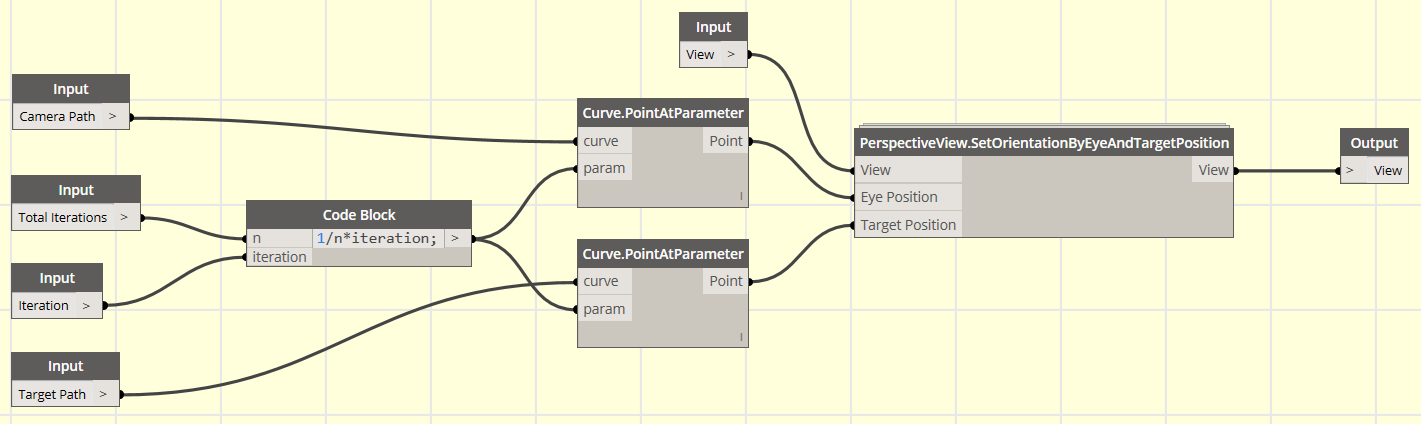 Input
View >
Input
Camera Path >
Input
Total Iterations >
Input
Iteration >
Input
Target Path >
Code Block
n 1/n*iteration; >
iteration
Curve.PointAtParameter
curve Point
param
l
Curve.PointAtParameter
curve Point
param
l
PerspectiveView.SetOrientationByEyeAndTargetPosition
View View
Eye Position
Target Position
Output
> View